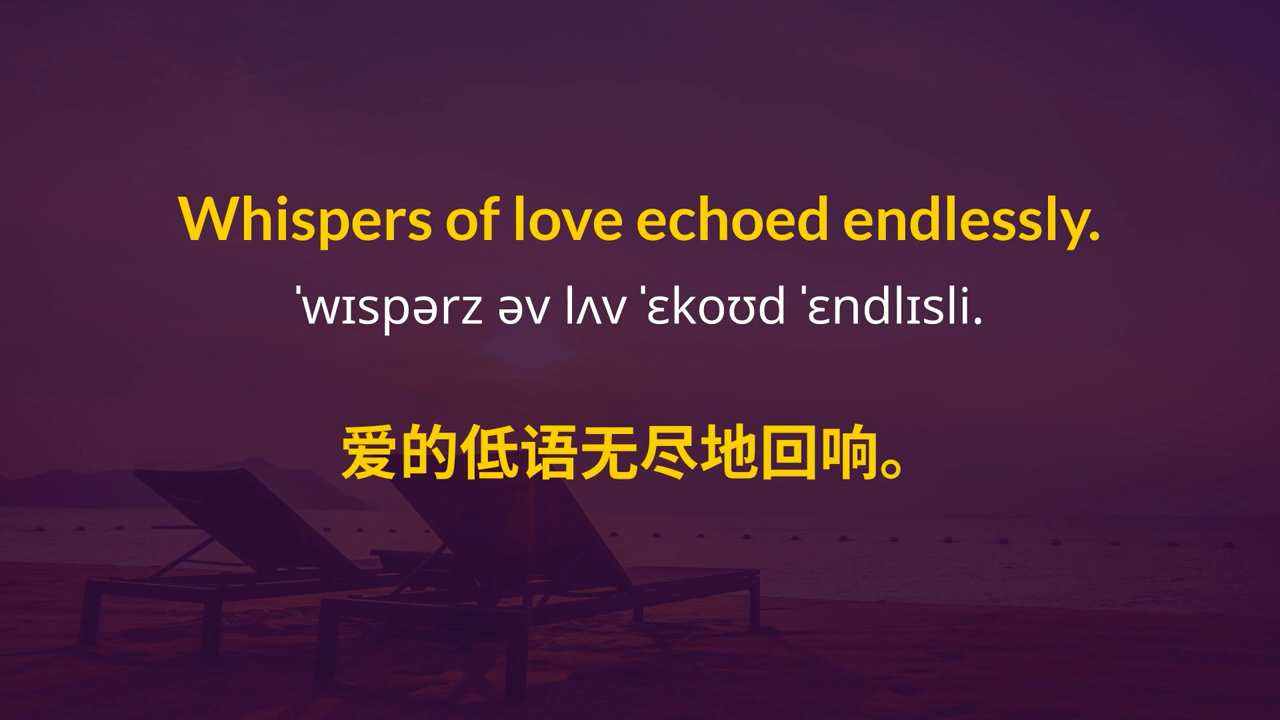 Whispers of love echoed endlessly.
ˈwɪspərz əv lʌv ˈɛkoʊd ˈɛndlɪsli.
爱的低语无尽地回响。